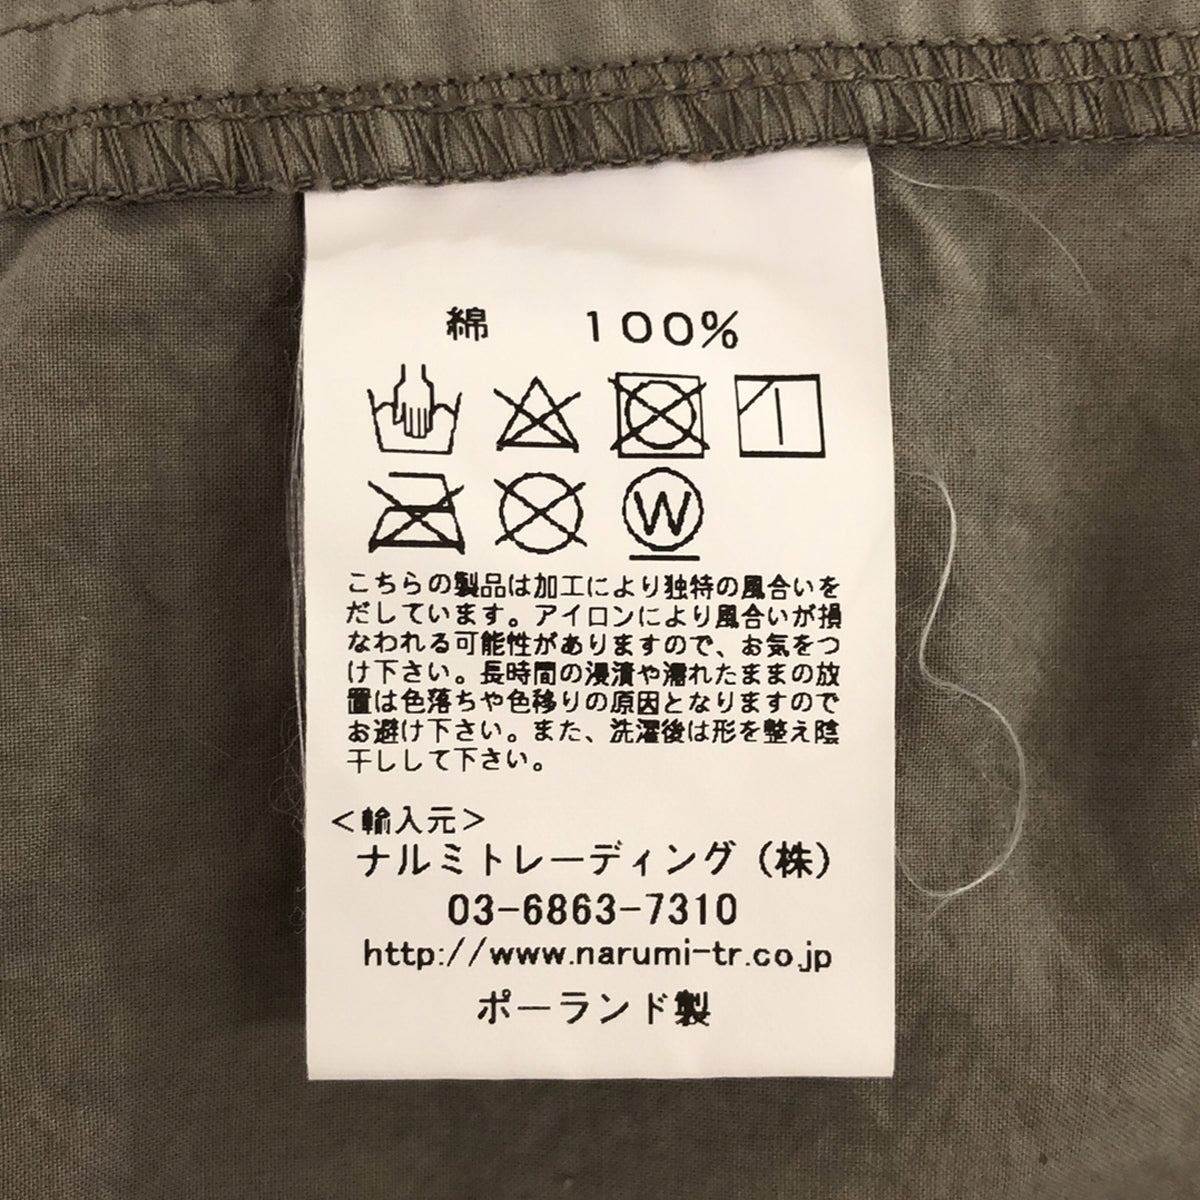 綿 100%
W
こちらの製品は加工により独特の風合いを
だしています。アイロンにより風合いが損
なわれる可能性がありますので、お気をつ
け下さい。長時間の浸漬や濡れたままの放
置は色落ちや色移りの原因となりますので
お避け下さい。また、洗濯後は形を整え陰
干しして下さい。
<輸入元>
ナルミトレーディング(株)
03-6863-7310
http://www.narumi-tr.co.jp
ポーランド製